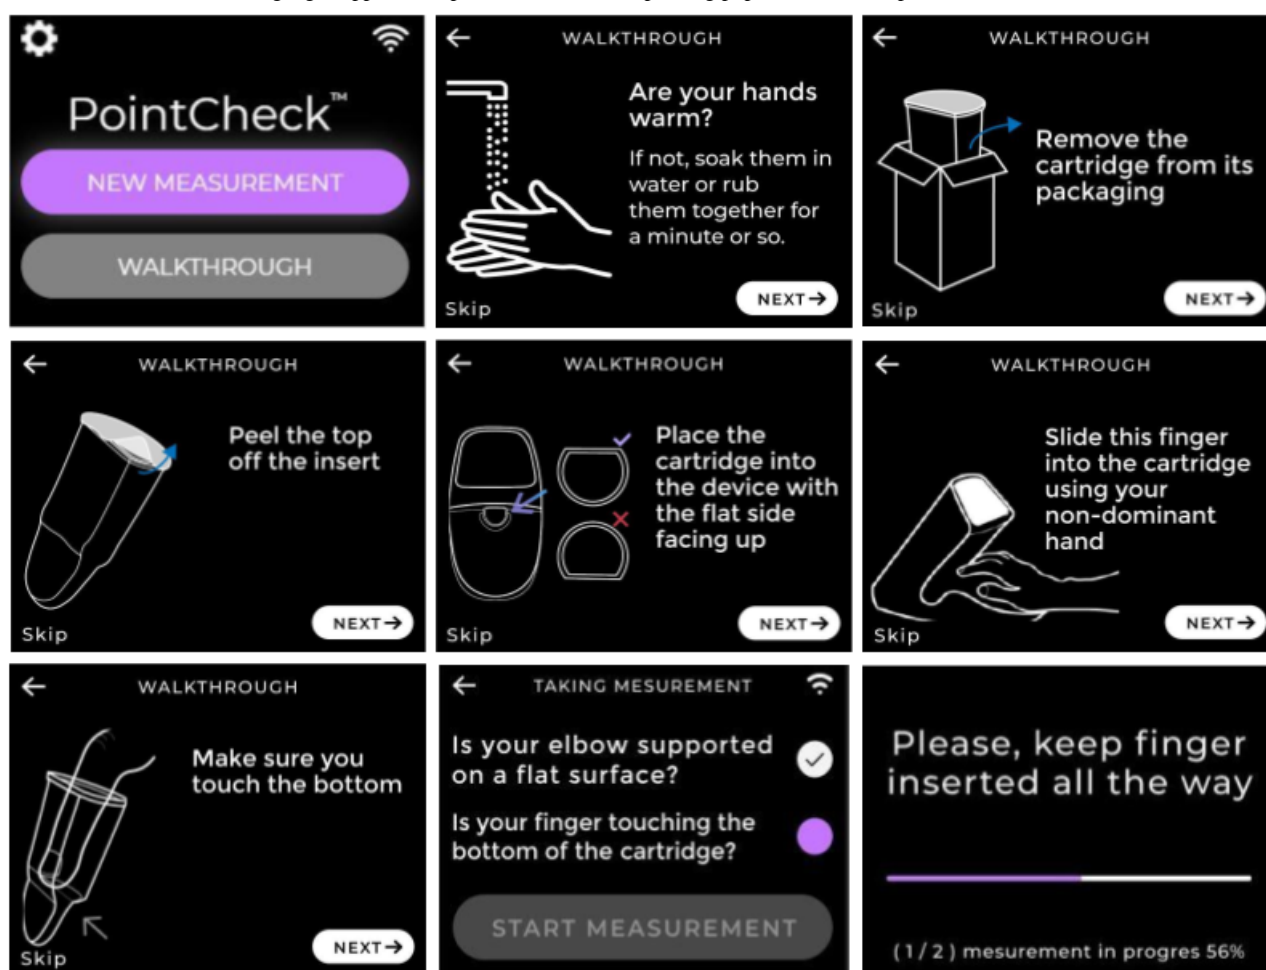 PointCheck™
NEW MEASUREMENT
WALKTHROUGH
WALKTHROUGH
Are your hands
warm?
If not, soak them in
water or rub
them together for
a minute or so.
Skip
NEXT→
WALKTHROUGH
Remove the
cartridge from its
packaging
Skip
NEXT→
WALKTHROUGH
Peel the top
off the insert
Skip
NEXT→
WALKTHROUGH
Place the
cartridge into
the device with
the flat side
facing up
Skip
NEXT→
WALKTHROUGH
Slide this finger
into the cartridge
using your
non-dominant
hand
Skip
NEXT→
WALKTHROUGH
Make sure you
touch the bottom
Skip
NEXT→
TAKING MESUREMENT
Is your elbow supported
on a flat surface?
Is your finger touching the
bottom of the cartridge?
START MEASUREMENT
Please, keep finger
inserted all the way
(1/2) mesurement in progres 56%